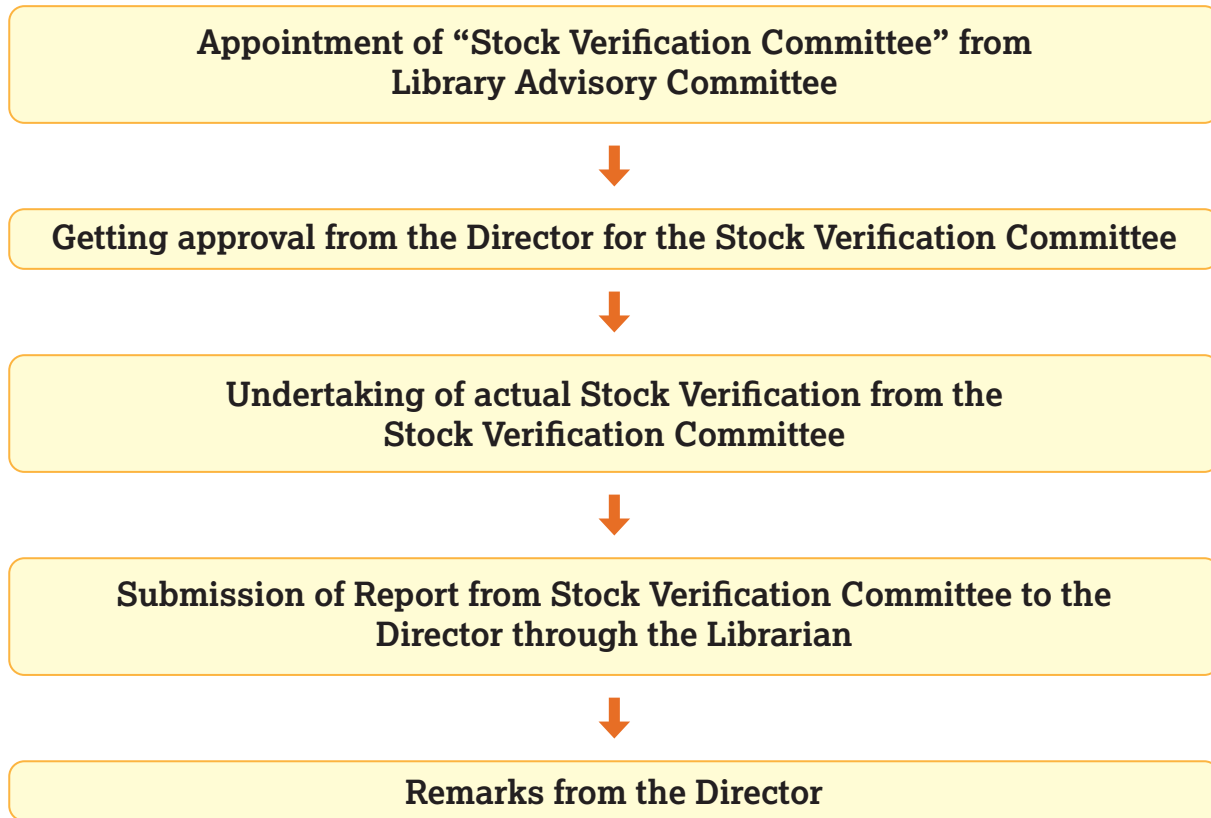 Appointment of “Stock Verification Committee” from
Library Advisory Committee
Getting approval from the Director for the Stock Verification Committee
Undertaking of actual Stock Verification from the
Stock Verification Committee
Submission of Report from Stock Verification Committee to the
Director through the Librarian
Remarks from the Director